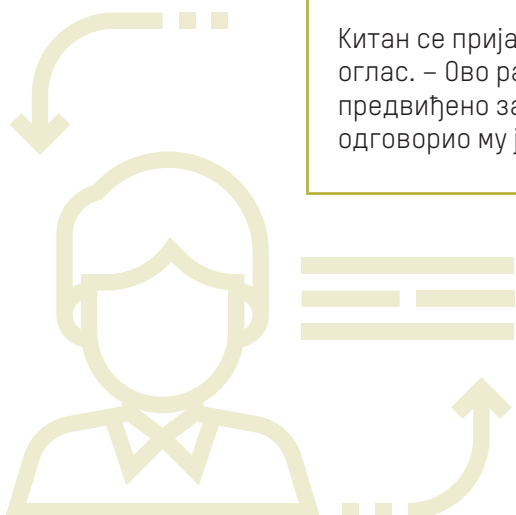 Китан се прија
оглас. – Ово ра
предвиђено за
одговорио му ј